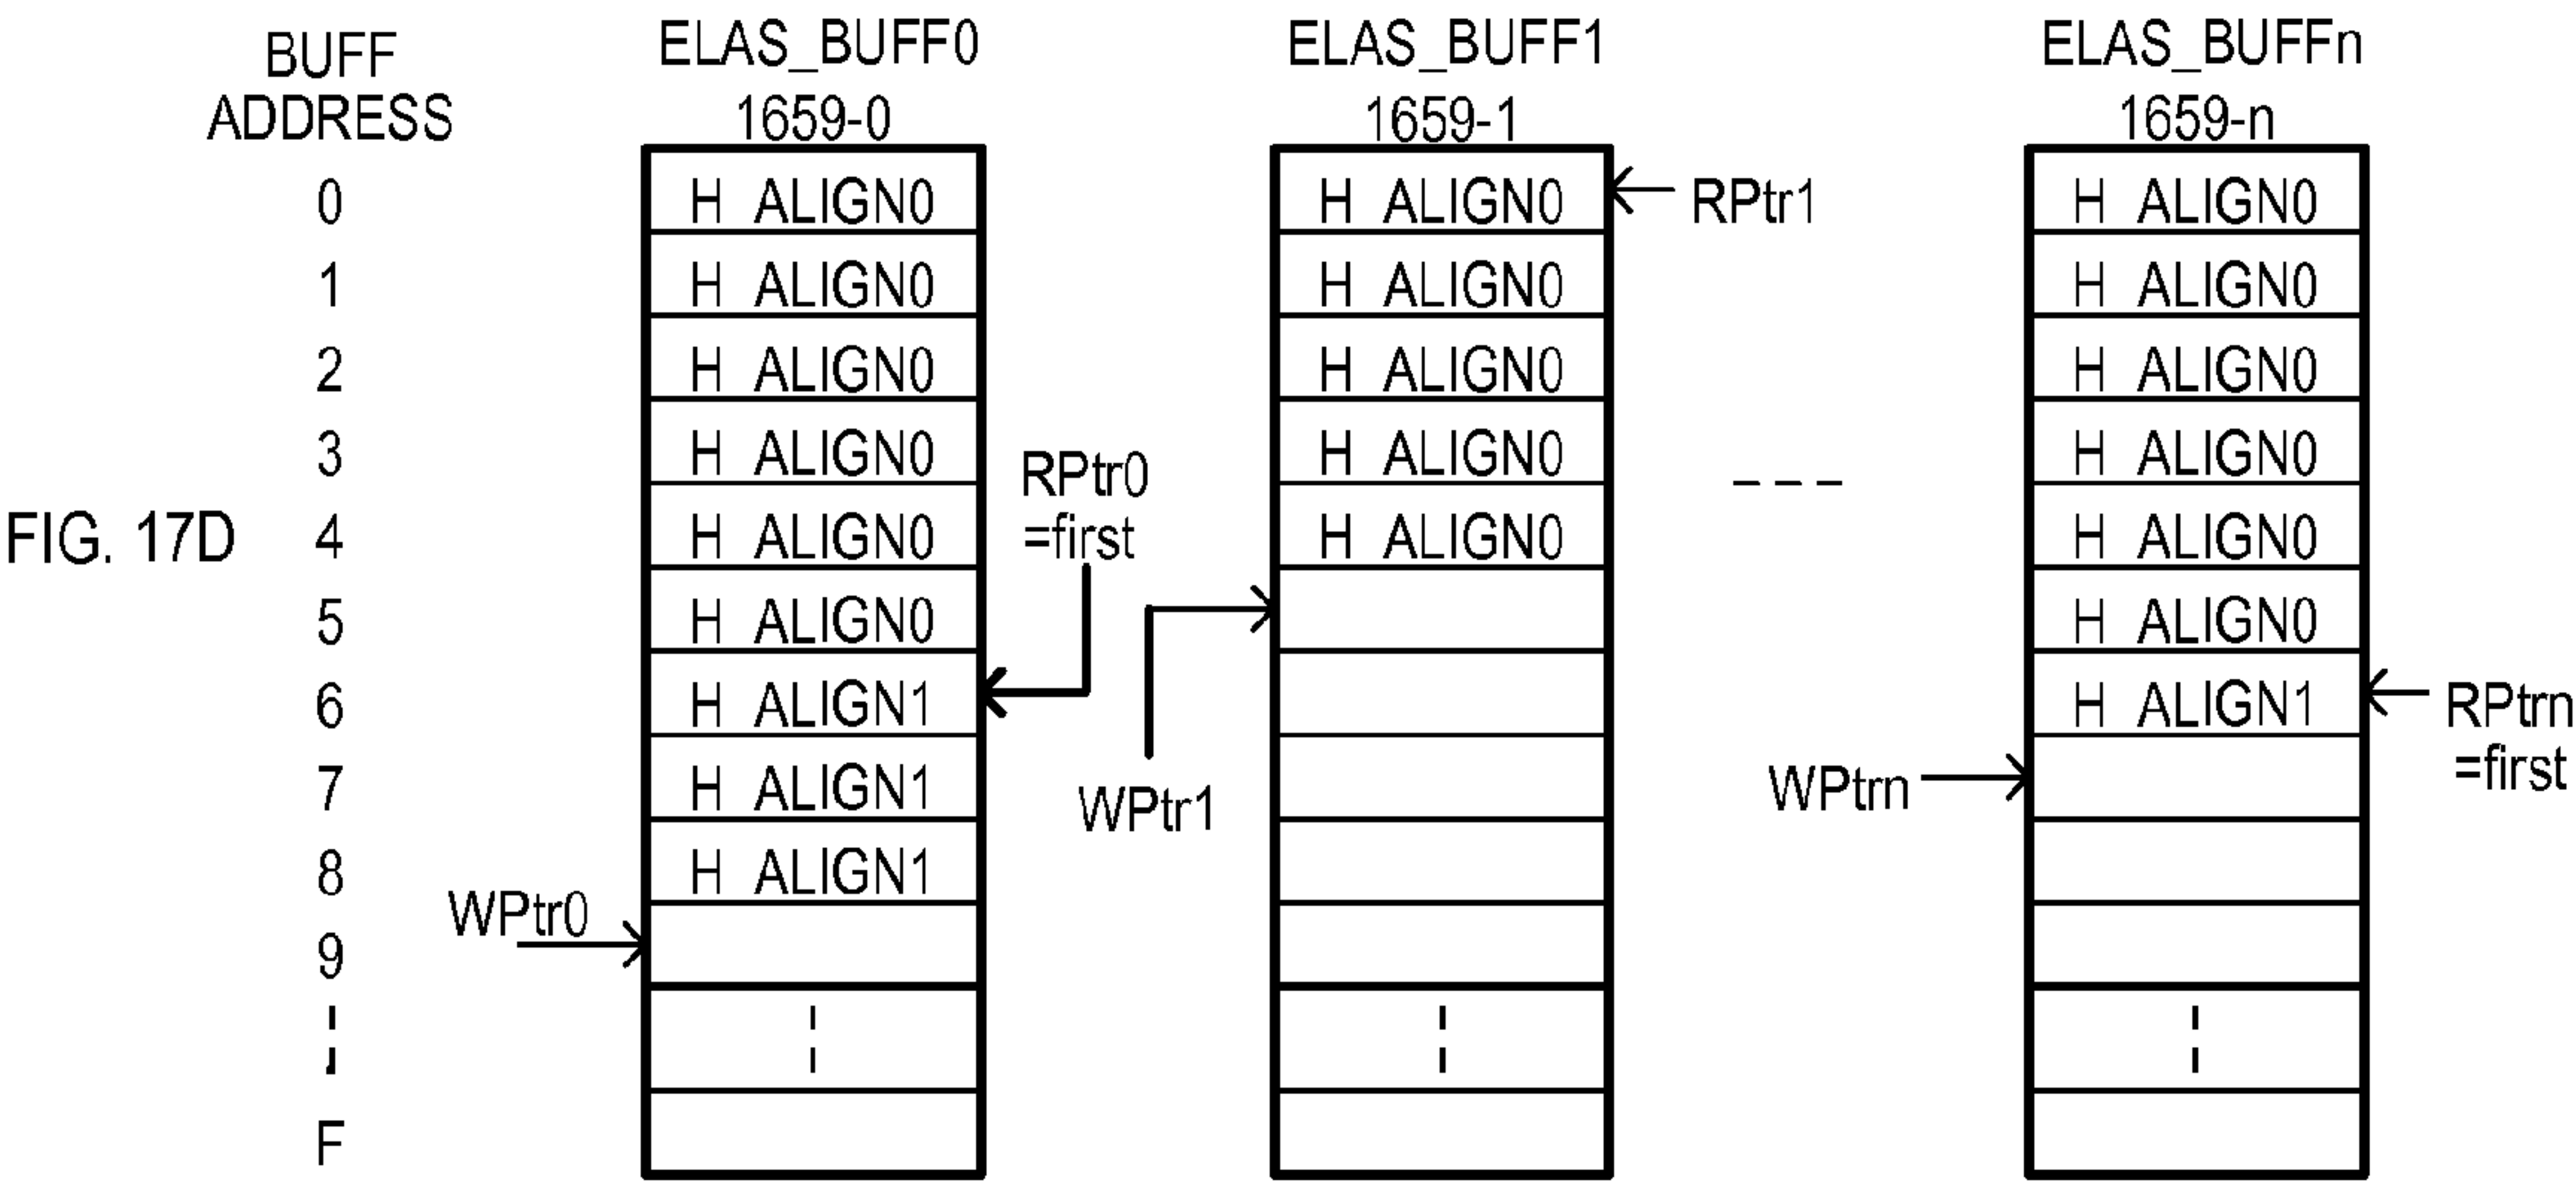 BUFF
ADDRESS
ELAS_BUFF0
1659-0
ELAS_BUFF1
1659-1
ELAS_BUFFn
1659-n
0 H ALIGN0 H ALIGN0 RPtr1 H ALIGN0
1 H ALIGN0 H ALIGN0 H ALIGN0
2 H ALIGN0 H ALIGN0 H ALIGN0
3 H ALIGN0 H ALIGN0 H ALIGN0
RPtr0
=first
FIG. 17D 4 H ALIGN0 H ALIGN0 H ALIGN0
5 H ALIGN0 H ALIGN0
6 H ALIGN1 H ALIGN1 RPtrn
=first
7 H ALIGN1 WPtr1 WPtrn
8 H ALIGN1
WPtr0
9
F